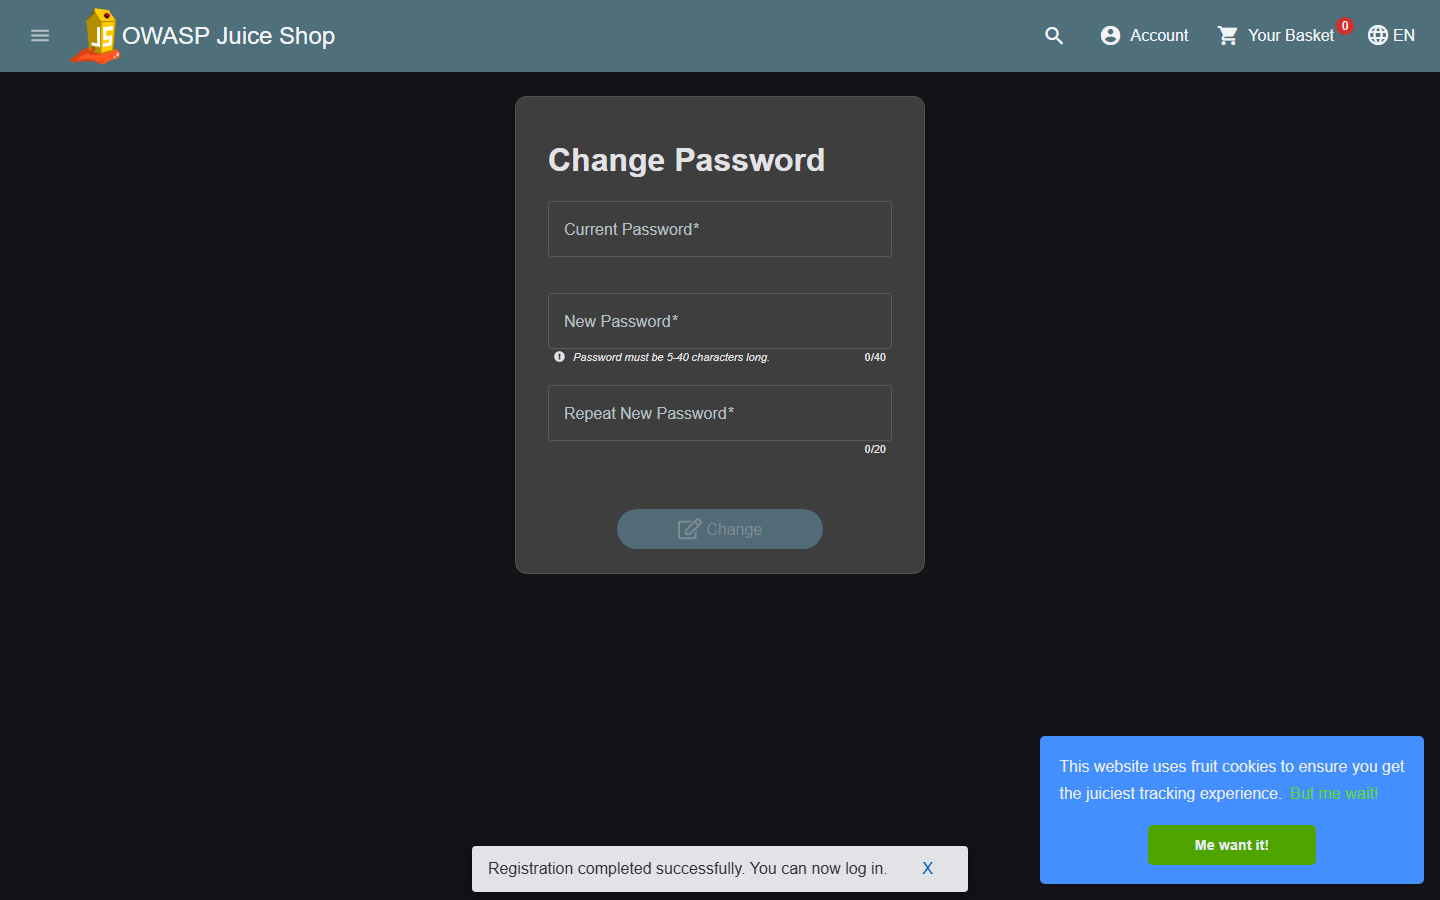 OWASP Juice Shop
Account
Your Basket
0
EN
Change Password
Current Password*
New Password*
Password must be 5-40 characters long.
0/40
Repeat New Password*
0/20
Change
This website uses fruit cookies to ensure you get
the juiciest tracking experience. But me wait!
Me want it!
Registration completed successfully. You can now log in.
X